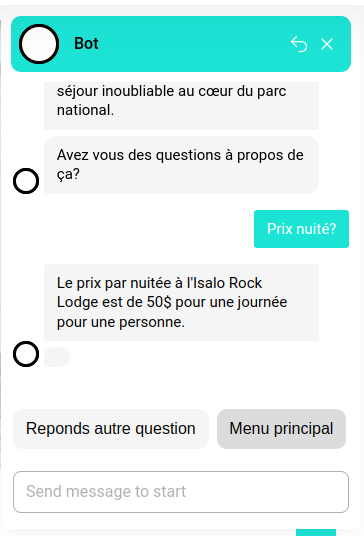 Bot
séjour inoubliable au cœur du parc
national.
Avez vous des questions à propos de
ça?
Prix nuité?
Le prix par nuitée à l'Isalo Rock
Lodge est de 50$ pour une journée
pour une personne.
Reponds autre question
Menu principal
Send message to start